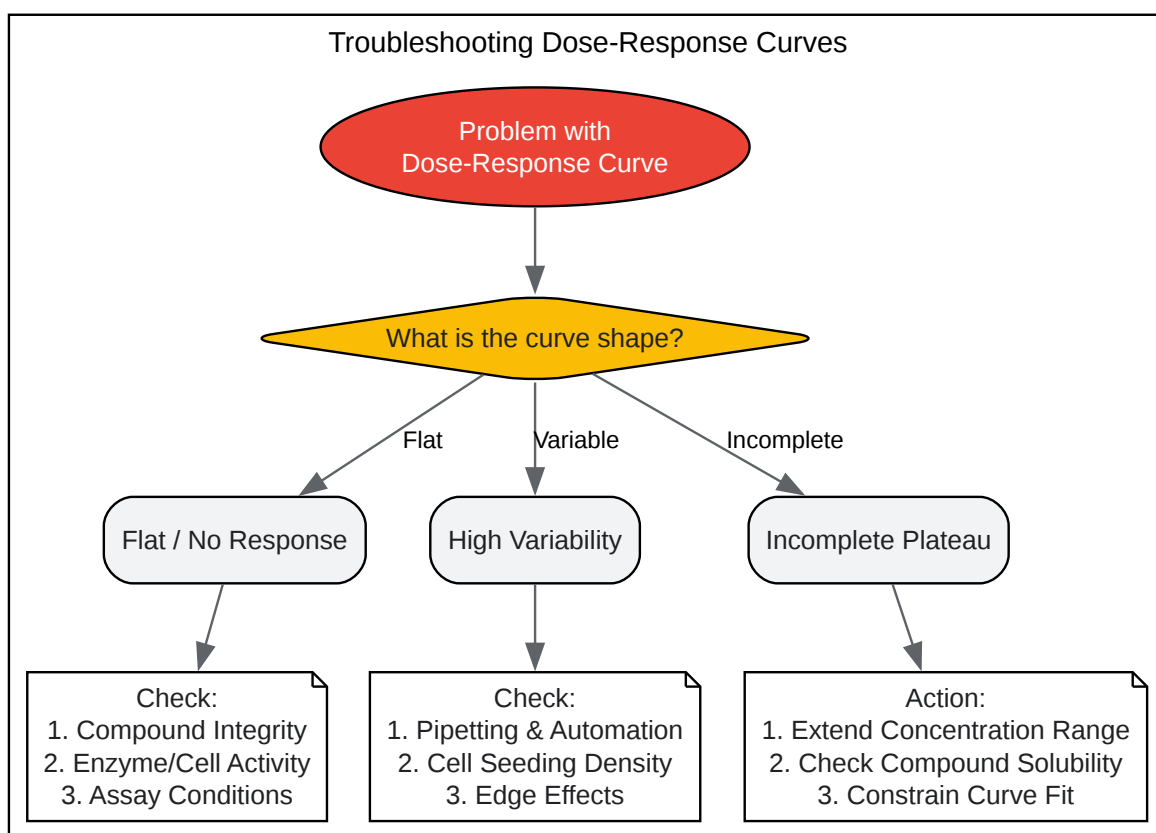 Troubleshooting Dose-Response Curves
Problem with
Dose-Response Curve
What is the curve shape?
Flat
Variable
Incomplete
Flat / No Response
High Variability
Incomplete Plateau
Check:
1. Compound Integrity
2. Enzyme/Cell Activity
3. Assay Conditions
Check:
1. Pipetting & Automation
2. Cell Seeding Density
3. Edge Effects
Action:
1. Extend Concentration Range
2. Check Compound Solubility
3. Constrain Curve Fit